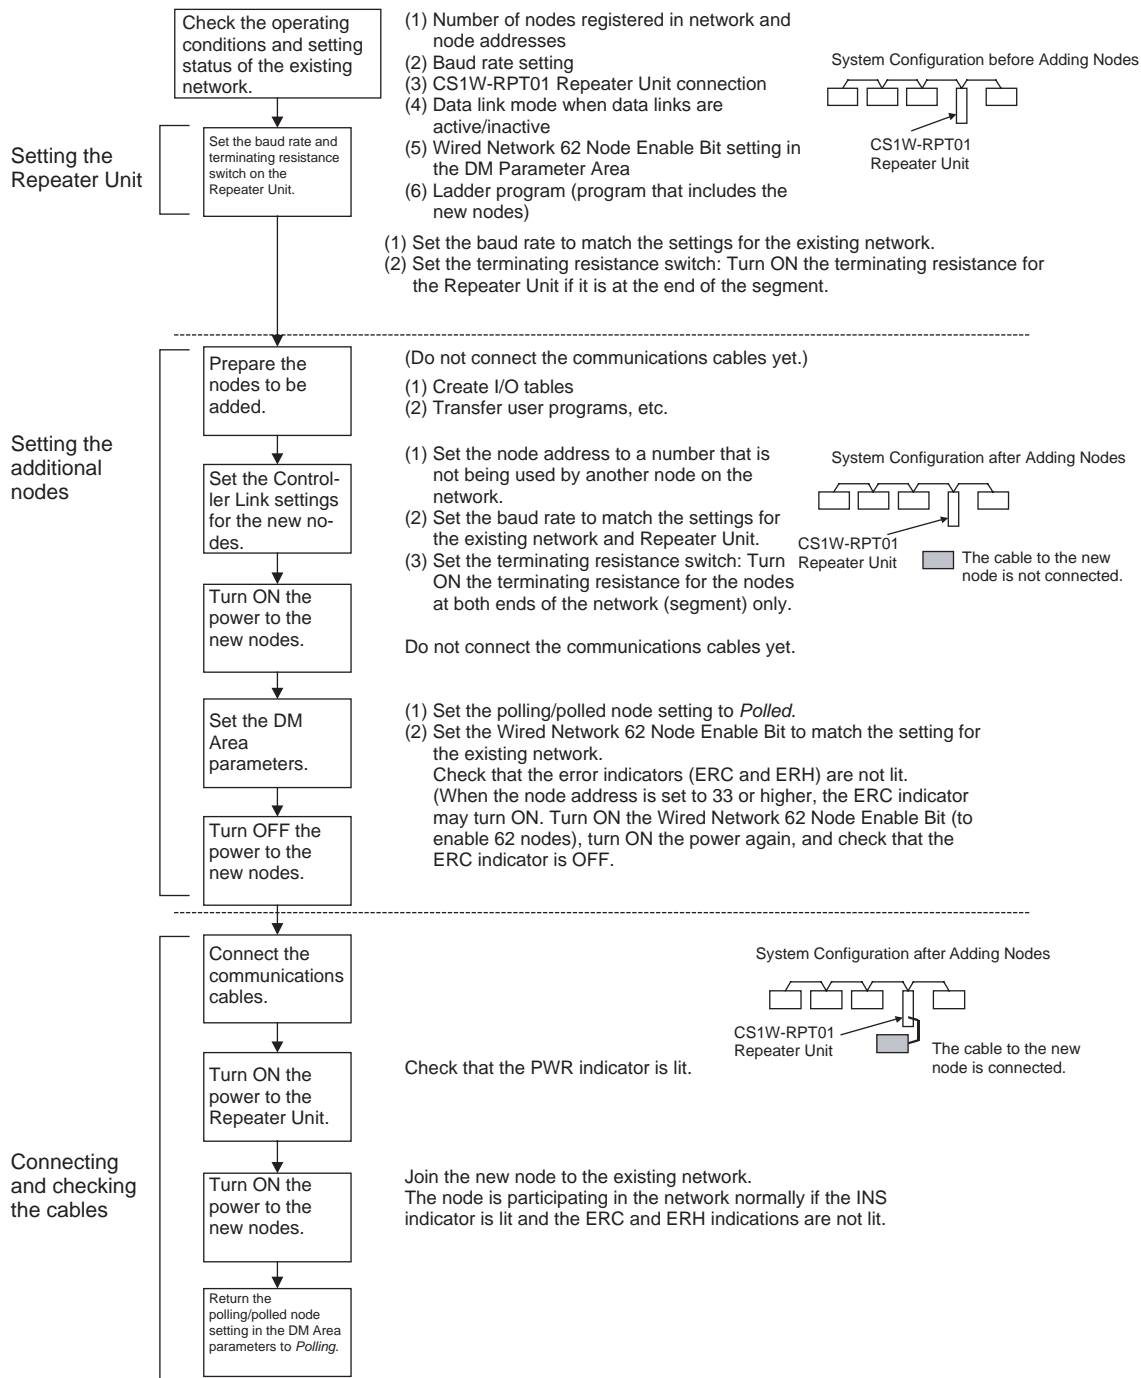 Check the operating
conditions and setting
status of the existing
network.
(1) Number of nodes registered in network and
node addresses
(2) Baud rate setting
(3) CS1W-RPT01 Repeater Unit connection
(4) Data link mode when data links are
active/inactive
(5) Wired Network 62 Node Enable Bit setting in
the DM Parameter Area
(6) Ladder program (program that includes the
new nodes)
System Configuration before Adding Nodes
CS1W-RPT01
Repeater Unit
Setting the
Repeater Unit
Set the baud rate and
terminating resistance
switch on the
Repeater Unit.
(1) Set the baud rate to match the settings for the existing network.
(2) Set the terminating resistance switch: Turn ON the terminating resistance for
the Repeater Unit if it is at the end of the segment.
Setting the
additional
nodes
Prepare the
nodes to be
added.
(Do not connect the communications cables yet.)
(1) Create I/O tables
(2) Transfer user programs, etc.
Set the Control-
ler Link settings
for the new no-
des.
(1) Set the node address to a number that is
not being used by another node on the
network.
(2) Set the baud rate to match the settings for
the existing network and Repeater Unit.
(3) Set the terminating resistance switch: Turn
ON the terminating resistance for the nodes
at both ends of the network (segment) only.
System Configuration after Adding Nodes
CS1W-RPT01
Repeater Unit
The cable to the new
node is not connected.
Turn ON the
power to the
new nodes.
Do not connect the communications cables yet.
Set the DM
Area
parameters.
(1) Set the polling/polled node setting to Polled.
(2) Set the Wired Network 62 Node Enable Bit to match the setting for
the existing network.
Check that the error indicators (ERC and ERH) are not lit.
(When the node address is set to 33 or higher, the ERC indicator
may turn ON. Turn ON the Wired Network 62 Node Enable Bit (to
enable 62 nodes), turn ON the power again, and check that the
ERC indicator is OFF.
Turn OFF the
power to the
new nodes.
Connecting
and checking
the cables
Connect the
communications
cables.
System Configuration after Adding Nodes
CS1W-RPT01
Repeater Unit
The cable to the new
node is connected.
Turn ON the
power to the
Repeater Unit.
Check that the PWR indicator is lit.
Turn ON the
power to the
new nodes.
Join the new node to the existing network.
The node is participating in the network normally if the INS
indicator is lit and the ERC and ERH indications are not lit.
Return the
polling/polled node
setting in the DM Area
parameters to Polling.